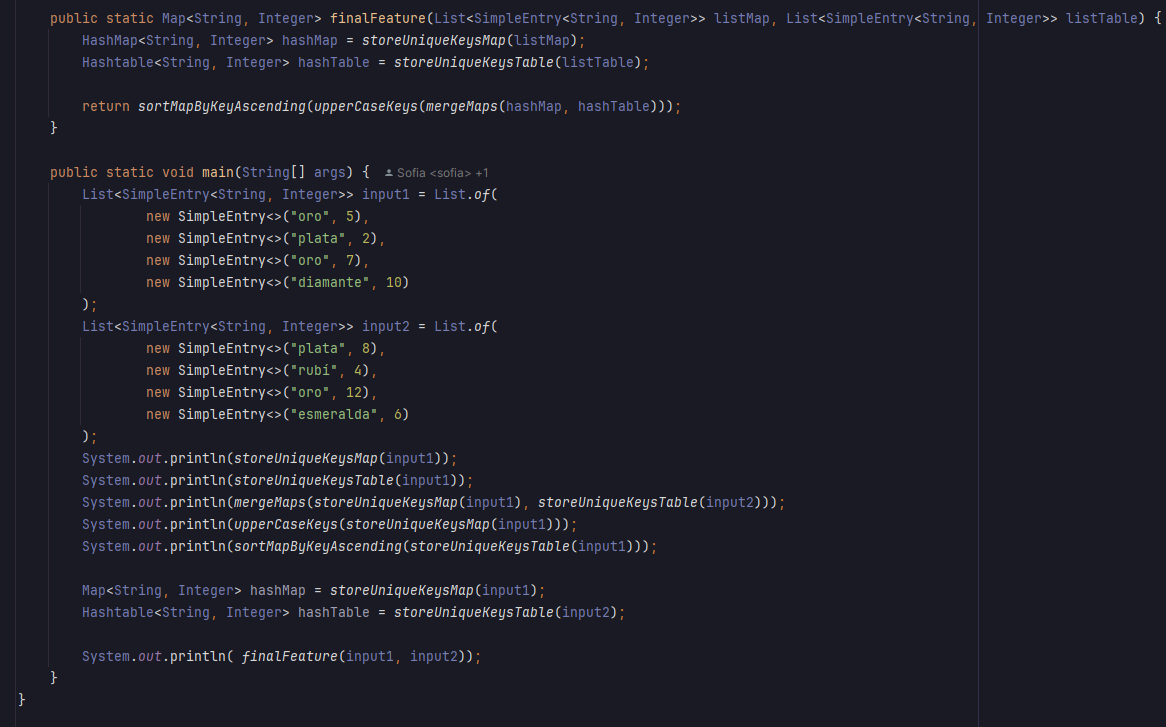 public static Map<String, Integer> finalFeature(List<SimpleEntry<String, Integer>> listMap, List<SimpleEntry<String, Integer>> listTable) {
HashMap<String, Integer> hashMap = storeUniqueKeysMap(listMap);
Hashtable<String, Integer> hashTable = storeUniqueKeysTable(listTable);
return sortMapByKeyAscending(upperCaseKeys(mergeMaps(hashMap, hashTable)));
}
public static void main(String[] args) { Sofia <sofia> +1
List<SimpleEntry<String, Integer>> input1 = List.of(
new SimpleEntry<>("oro", 5),
new SimpleEntry<>("plata", 2),
new SimpleEntry<>("oro", 7),
new SimpleEntry<>("diamante", 10)
);
List<SimpleEntry<String, Integer>> input2 = List.of(
new SimpleEntry<>("plata", 8),
new SimpleEntry<>("rubí", 4),
new SimpleEntry<>("oro", 12),
new SimpleEntry<>("esmeralda", 6)
);
System.out.println(storeUniqueKeysMap(input1));
System.out.println(storeUniqueKeysTable(input1));
System.out.println(mergeMaps(storeUniqueKeysMap(input1), storeUniqueKeysTable(input2)));
System.out.println(upperCaseKeys(storeUniqueKeysMap(input1)));
System.out.println(sortMapByKeyAscending(storeUniqueKeysTable(input1)));
Map<String, Integer> hashMap = storeUniqueKeysMap(input1);
Hashtable<String, Integer> hashTable = storeUniqueKeysTable(input2);
System.out.println( finalFeature(input1, input2));
}
}